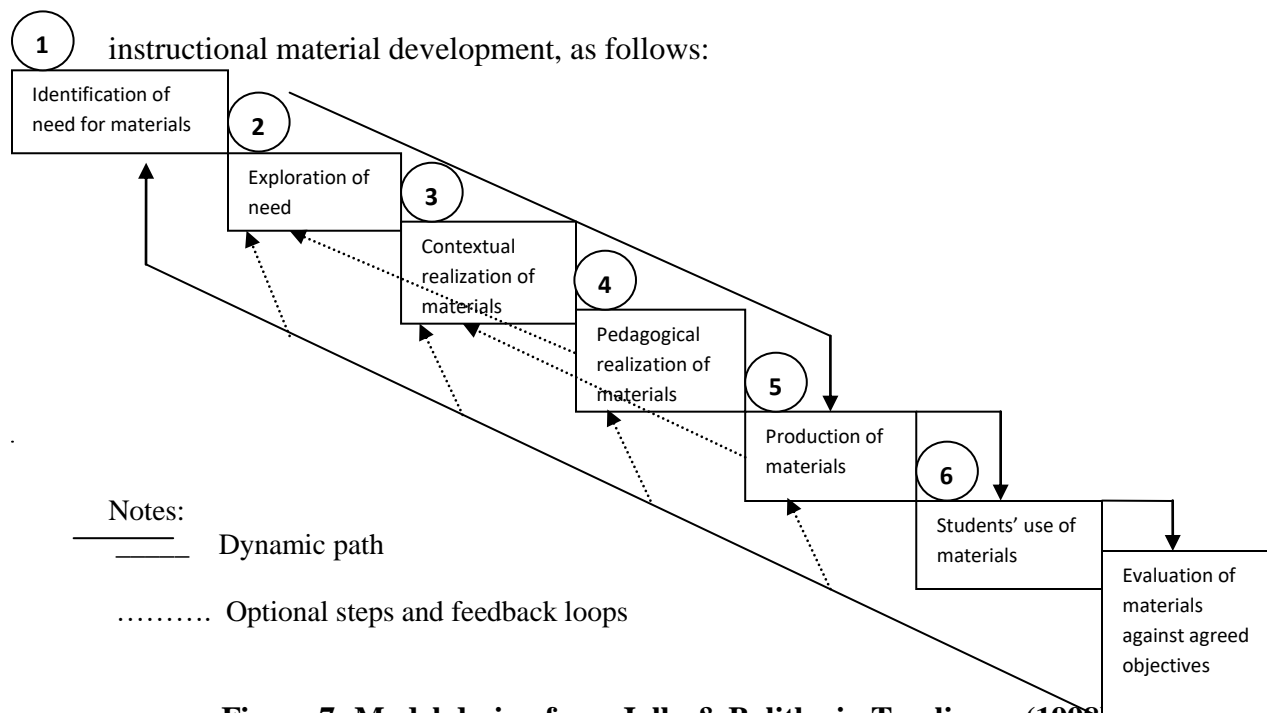 1
instructional material development, as follows:
Identification of
need for materials
2
Exploration of
need
3
Contextual
realization of
materials
4
Pedagogical
realization of
materials
5
Production of
materials
6
Students’ use of
materials
Evaluation of
materials
against agreed
objectives
Notes:
_____ Dynamic path
………. Optional steps and feedback loops